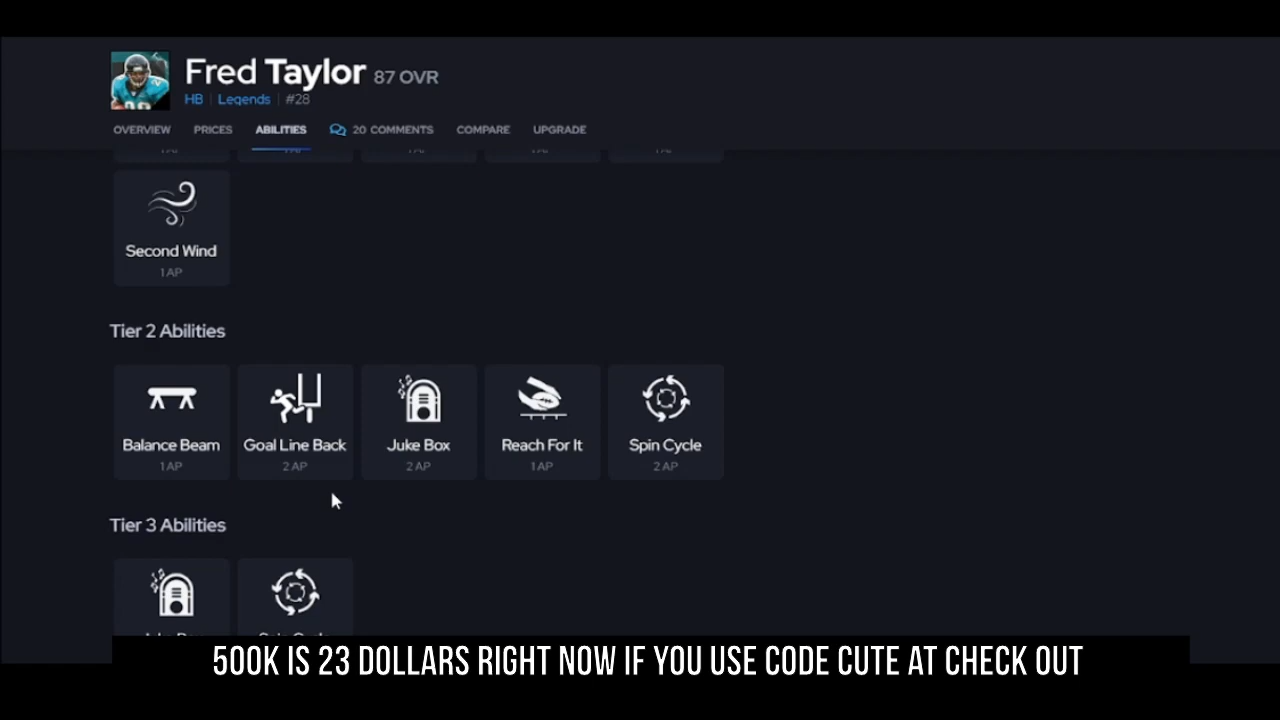 Fred Taylor 87 OVR
HB Legends #28
OVERVIEW PRICES ABILITIES 20 COMMENTS COMPARE UPGRADE
Second Wind
1 AP
Tier 2 Abilities
Balance Beam Goal Line Back Juke Box Reach For It Spin Cycle
1 AP 2 AP 2 AP 1 AP 2 AP
Tier 3 Abilities
500K IS 23 DOLLARS RIGHT NOW IF YOU USE CODE CUTE AT CHECK OUT